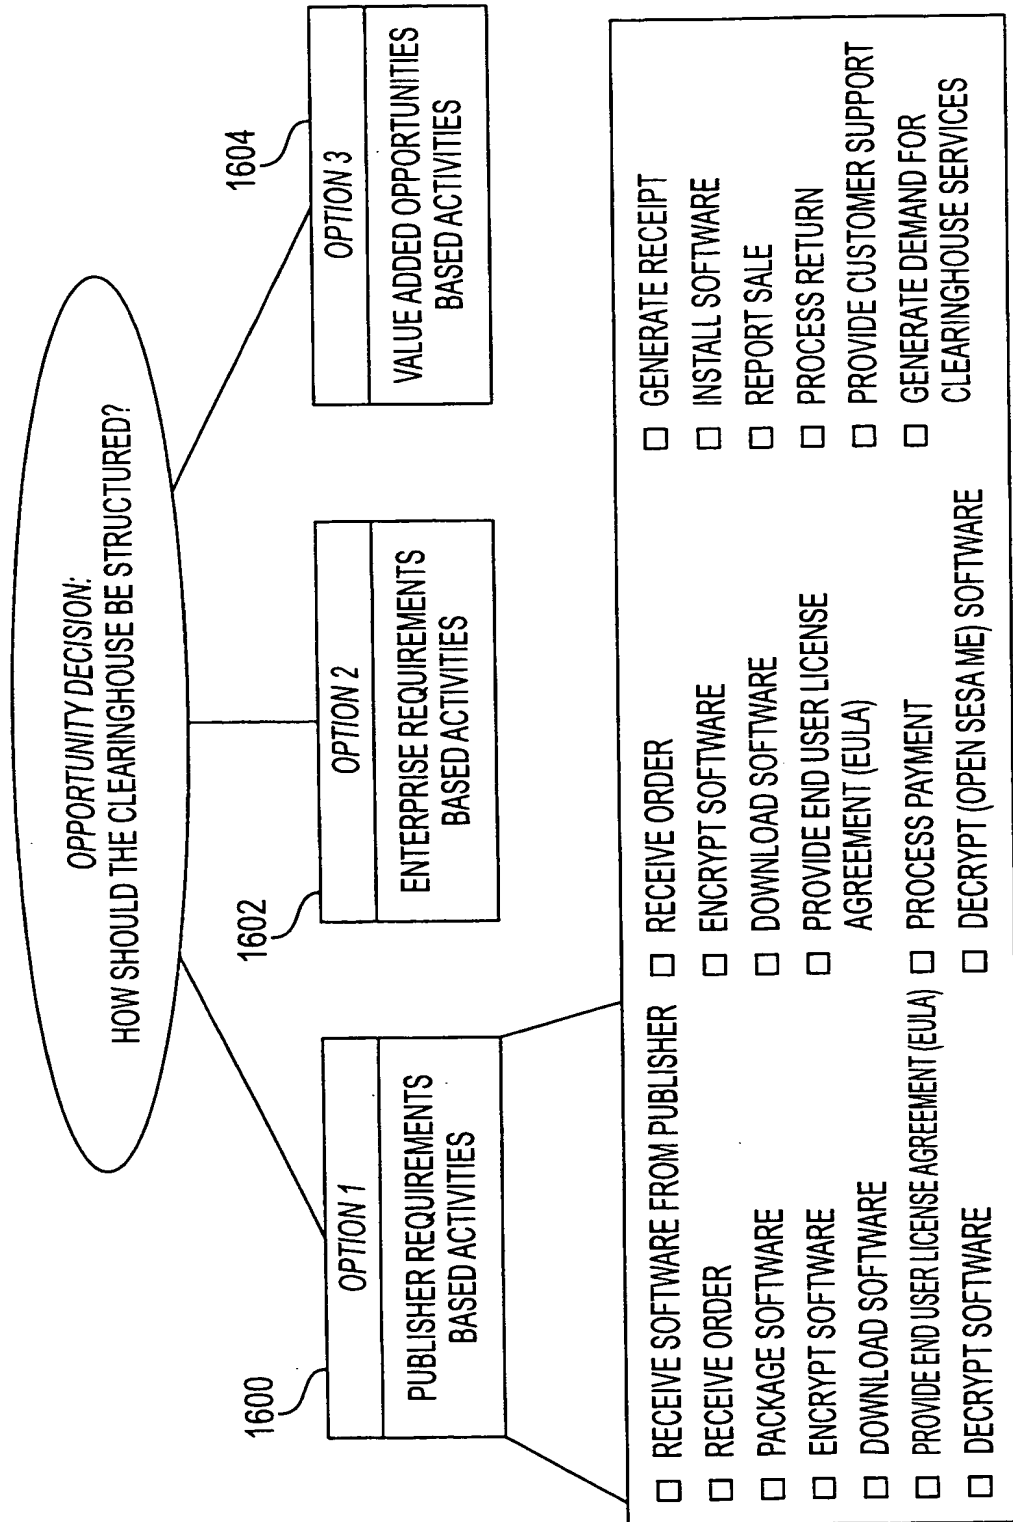 OPPORTUNITY DECISION:
HOW SHOULD THE CLEARINGHOUSE BE STRUCTURED?
1600
OPTION 1
PUBLISHER REQUIREMENTS
BASED ACTIVITIES
1602
OPTION 2
ENTERPRISE REQUIREMENTS
BASED ACTIVITIES
1604
OPTION 3
VALUE ADDED OPPORTUNITIES
BASED ACTIVITIES
☐ RECEIVE SOFTWARE FROM PUBLISHER
☐ RECEIVE ORDER
☐ PACKAGE SOFTWARE
☐ ENCRYPT SOFTWARE
☐ DOWNLOAD SOFTWARE
☐ PROVIDE END USER LICENSE AGREEMENT (EULA)
☐ DECRYPT SOFTWARE
☐ RECEIVE ORDER
☐ ENCRYPT SOFTWARE
☐ DOWNLOAD SOFTWARE
☐ PROVIDE END USER LICENSE
AGREEMENT (EULA)
☐ PROCESS PAYMENT
☐ DECRYPT (OPEN SESA ME) SOFTWARE
☐ GENERATE RECEIPT
☐ INSTALL SOFTWARE
☐ REPORT SALE
☐ PROCESS RETURN
☐ PROVIDE CUSTOMER SUPPORT
☐ GENERATE DEMAND FOR
CLEARINGHOUSE SERVICES